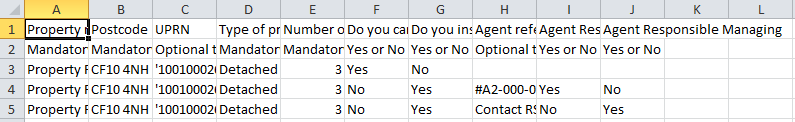 A B C D E F G H I J K L
1 Property Postcode UPRN Type of pr Number o Do you car Do you ins Agent refe Agent Res Agent Responsible Managing
2 Mandator Mandator Optional t Mandator Mandator Yes or No Yes or No Optional t Yes or No Yes or No
3 Property F CF10 4NH '10010002 Detached 3 Yes No
4 Property F CF10 4NH '10010002 Detached 3 No Yes #A2-000-0 Yes No
5 Property F CF10 4NH '10010002 Detached 3 No Yes Contact RS No Yes